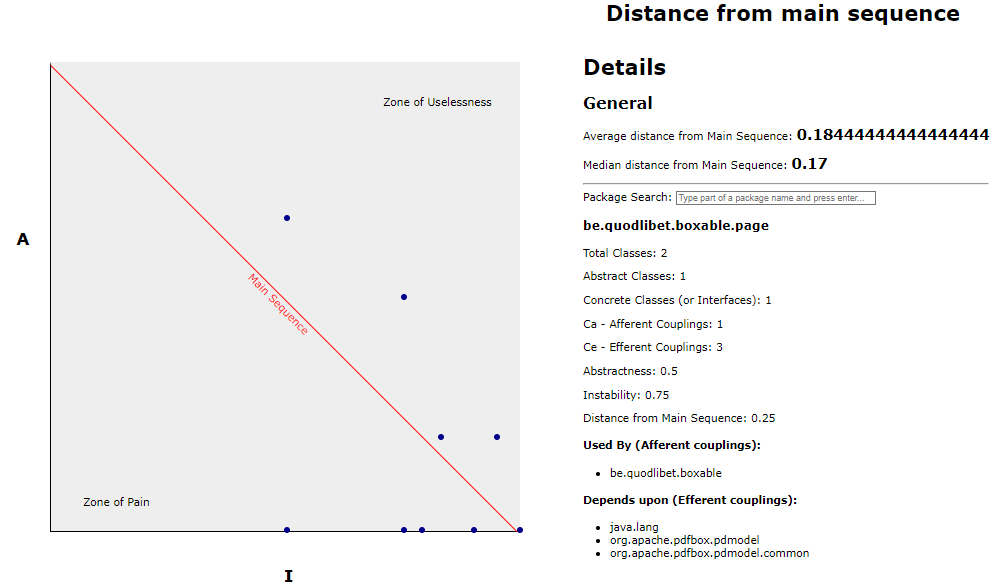 Distance from main sequence
Zone of Uselessness
A
Main Sequence
Zone of Pain
I
Details
General
Average distance from Main Sequence: 0.18444444444444444
Median distance from Main Sequence: 0.17
Package Search: Type part of a package name and press enter...
be.quodlibet.boxable.page
Total Classes: 2
Abstract Classes: 1
Concrete Classes (or Interfaces): 1
Ca - Afferent Couplings: 1
Ce - Efferent Couplings: 3
Abstractness: 0.5
Instability: 0.75
Distance from Main Sequence: 0.25
Used By (Afferent couplings):
be.quodlibet.boxable
Depends upon (Efferent couplings):
java.lang
org.apache.pdfbox.pdmodel
org.apache.pdfbox.pdmodel.common